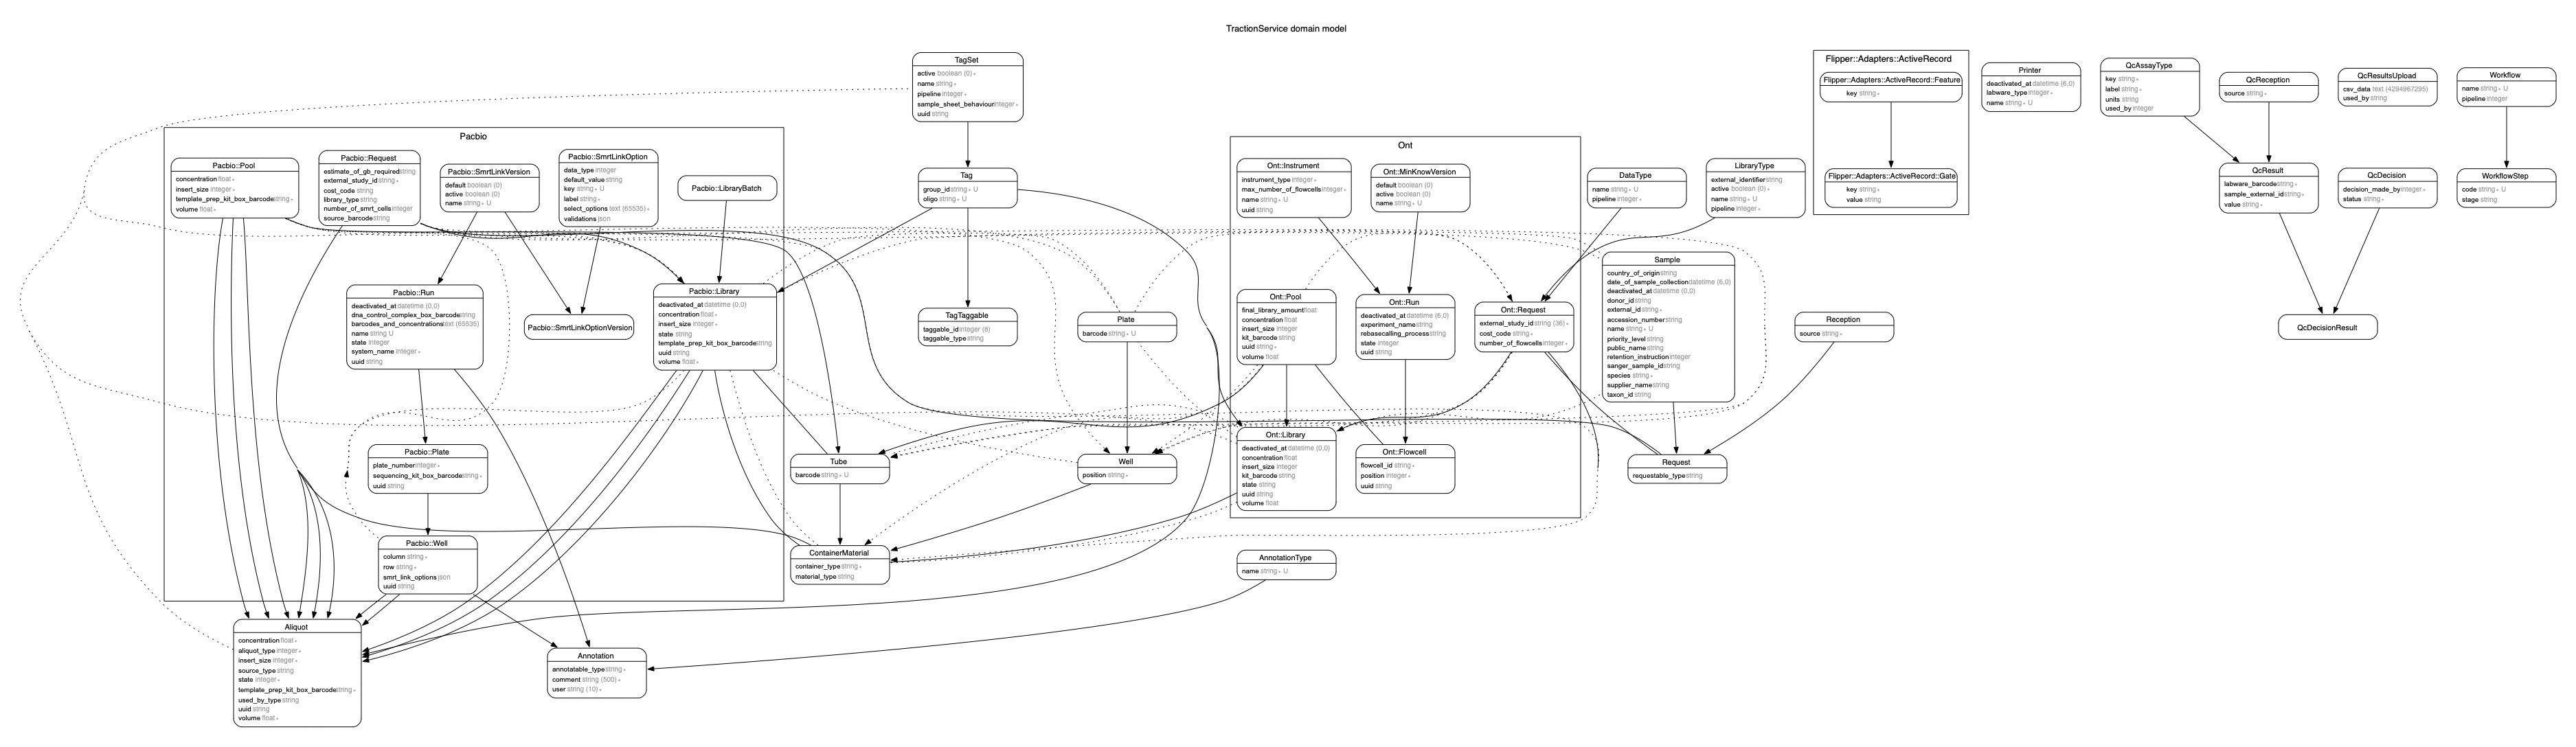 TractionService domain model
TagSet
active boolean (0) ∗
name string ∗
pipeline integer ∗
sample_sheet_behaviour integer ∗
uuid string
Flipper::Adapters::ActiveRecord
Flipper::Adapters::ActiveRecord::Feature
key string ∗
Flipper::Adapters::ActiveRecord::Gate
key string ∗
value string
Printer
deactivated_at datetime (6,0)
labware_type integer ∗
name string ∗ U
QcAssayType
key string ∗
label string ∗
units string
used_by integer
QcReception
source string ∗
QcResultsUpload
csv_data text (4294967295)
used_by string
Workflow
name string ∗ U
pipeline integer
Pacbio
Pacbio::Pool
concentration float ∗
insert_size integer ∗
template_prep_kit_box_barcode string ∗
volume float ∗
Pacbio::Request
estimate_of_gb_required string
external_study_id string ∗
cost_code string
library_type string
number_of_smrt_cells integer
source_barcode string
Pacbio::SmrtLinkVersion
default boolean (0)
active boolean (0)
name string ∗ U
Pacbio::SmrtLinkOption
data_type integer
default_value string
key string ∗ U
label string ∗
select_options text (65535) ∗
validations json
Pacbio::LibraryBatch
Tag
group_id string ∗ U
oligo string ∗ U
Ont
Ont::Instrument
instrument_type integer ∗
max_number_of_flowcells integer ∗
name string ∗ U
uuid string
Ont::MinKnowVersion
default boolean (0)
active boolean (0)
name string ∗ U
DataType
name string ∗ U
pipeline integer ∗
LibraryType
external_identifier string
active boolean (0) ∗
name string ∗ U
pipeline integer ∗
QcResult
labware_barcode string ∗
sample_external_id string ∗
value string ∗
QcDecision
decision_made_by integer ∗
status string ∗
WorkflowStep
code string ∗ U
stage string
Pacbio::Run
deactivated_at datetime (0,0)
dna_control_complex_box_barcode string
barcodes_and_concentrations text (65535)
name string U
state integer
system_name integer ∗
uuid string
Pacbio::SmrtLinkOptionVersion
Pacbio::Library
deactivated_at datetime (0,0)
concentration float ∗
insert_size integer ∗
state string
template_prep_kit_box_barcode string
uuid string
volume float ∗
TagTaggable
taggable_id integer (8)
taggable_type string
Plate
barcode string ∗ U
Ont::Pool
final_library_amount float
concentration float
insert_size integer
kit_barcode string
uuid string ∗
volume float
Ont::Run
deactivated_at datetime (6,0)
experiment_name string
rebasecalling_process string
state integer
uuid string
Ont::Request
external_study_id string (36) ∗
cost_code string ∗
number_of_flowcells integer ∗
Sample
country_of_origin string
date_of_sample_collection datetime (6,0)
deactivated_at datetime (0,0)
donor_id string
external_id string ∗
accession_number string
name string ∗ U
priority_level string
public_name string
retention_instruction integer
sanger_sample_id string
species string ∗
supplier_name string
taxon_id string
Reception
source string ∗
QcDecisionResult
Pacbio::Plate
plate_number integer ∗
sequencing_kit_box_barcode string ∗
uuid string
Tube
barcode string ∗ U
Well
position string ∗
Ont::Library
deactivated_at datetime (0,0)
concentration float
insert_size integer
kit_barcode string
state string
uuid string
volume float
Ont::Flowcell
flowcell_id string ∗
position integer ∗
uuid string
Request
requestable_type string
Pacbio::Well
column string ∗
row string ∗
smrt_link_options json
uuid string
ContainerMaterial
container_type string ∗
material_type string
AnnotationType
name string ∗ U
Aliquot
concentration float ∗
aliquot_type integer ∗
insert_size integer ∗
source_type string
state integer ∗
template_prep_kit_box_barcode string ∗
used_by_type string
uuid string
volume float ∗
Annotation
annotatable_type string ∗
comment string (500) ∗
user string (10) ∗